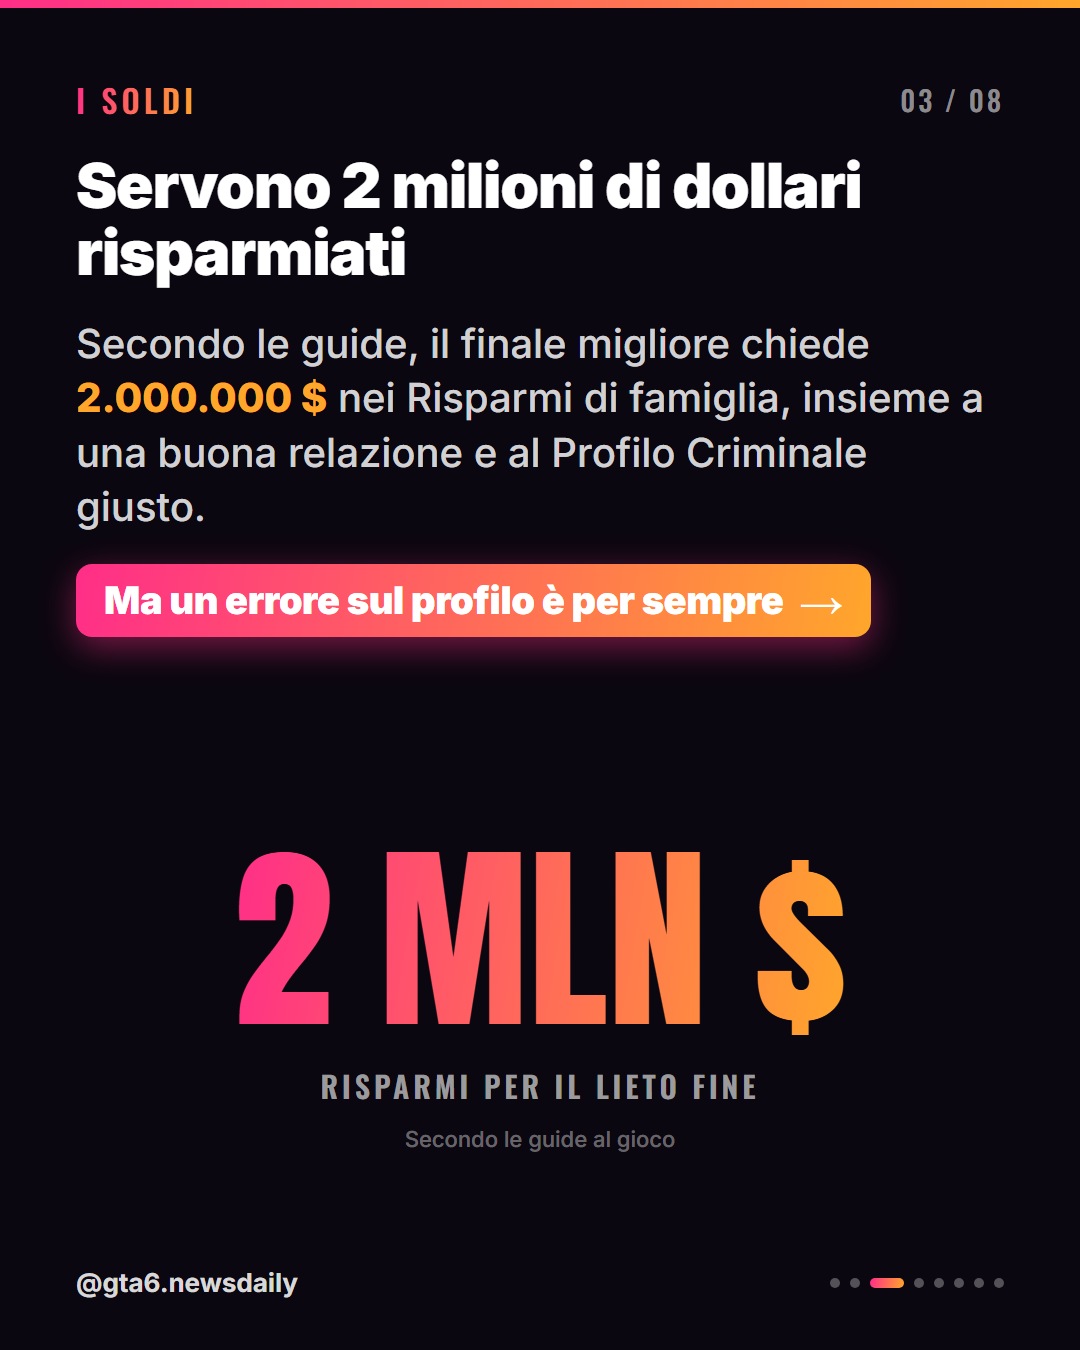 I SOLDI
03 / 08
Servono 2 milioni di dollari
risparmiati
Secondo le guide, il finale migliore chiede
2.000.000 $ nei Risparmi di famiglia, insieme a
una buona relazione e al Profilo Criminale
giusto.
Ma un errore sul profilo è per sempre →
2 MLN $
RISPARMI PER IL LIETO FINE
Secondo le guide al gioco
@gta6.newsdaily